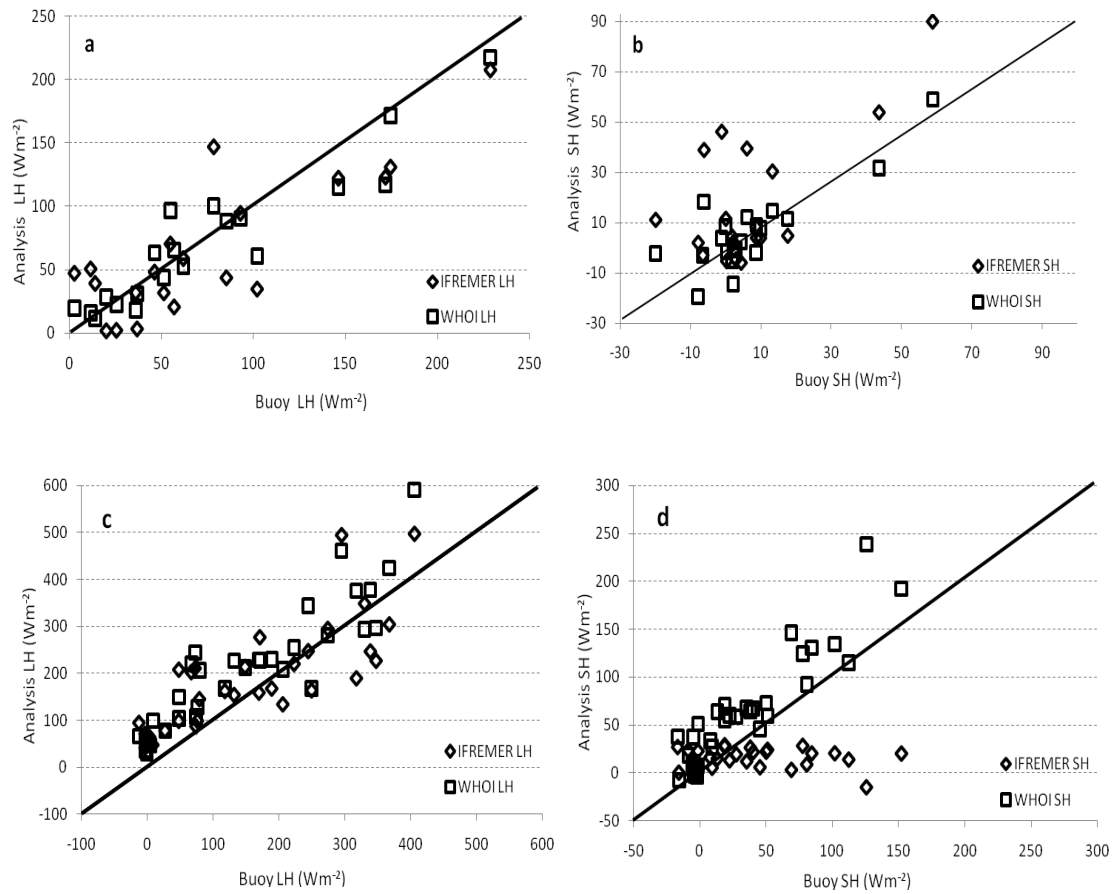 a
Analysis LH (Wm⁻²)
250
200
150
100
50
0
0 50 100 150 200 250
Buoy LH (Wm⁻²)
IFREMER LH
WHOI LH
b
Analysis SH (Wm⁻²)
90
70
50
30
10
-10
-30
-30 -10 10 30 50 70 90
Buoy SH (Wm⁻²)
IFREMER SH
WHOI SH
c
Analysis LH (Wm⁻²)
600
500
400
300
200
100
0
-100
-100 0 100 200 300 400 500 600
Buoy LH (Wm⁻²)
IFREMER LH
WHOI LH
d
Analysis SH (Wm⁻²)
300
250
200
150
100
50
0
-50
-50 0 50 100 150 200 250 300
Buoy SH (Wm⁻²)
IFREMER SH
WHOI SH